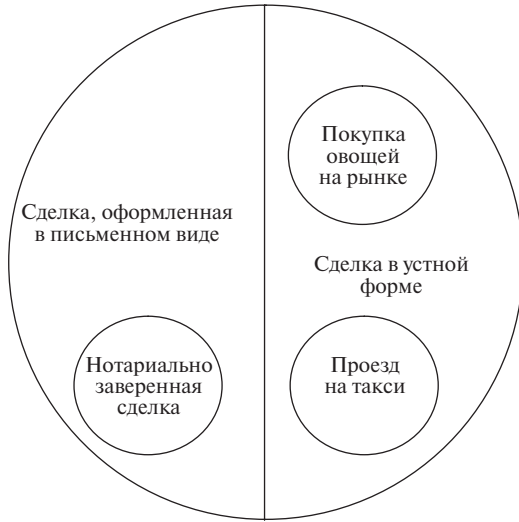 Покупка
овощей
на рынке
Сделка, оформленная
в письменном виде
Сделка в устной
форме
Нотариально
заверенная
сделка
Проезд
на такси